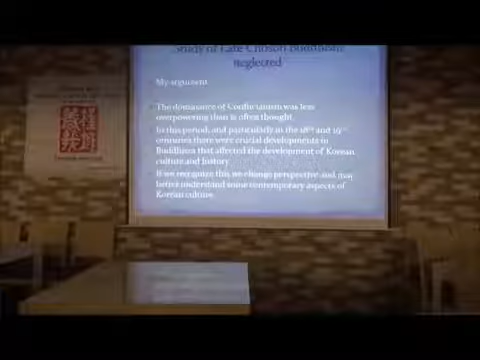 Study of Late Chosŏn Buddhism
neglected
My argument
The dominance of Confucianism was less
overpowering than is often thought.
In this period, and particularly in the 18th and 19th
centuries there were crucial developments in
Buddhism that affected the development of Korean
culture and history
If we recognize this we change perspective and may
better understand some contemporary aspects of
Korean culture.